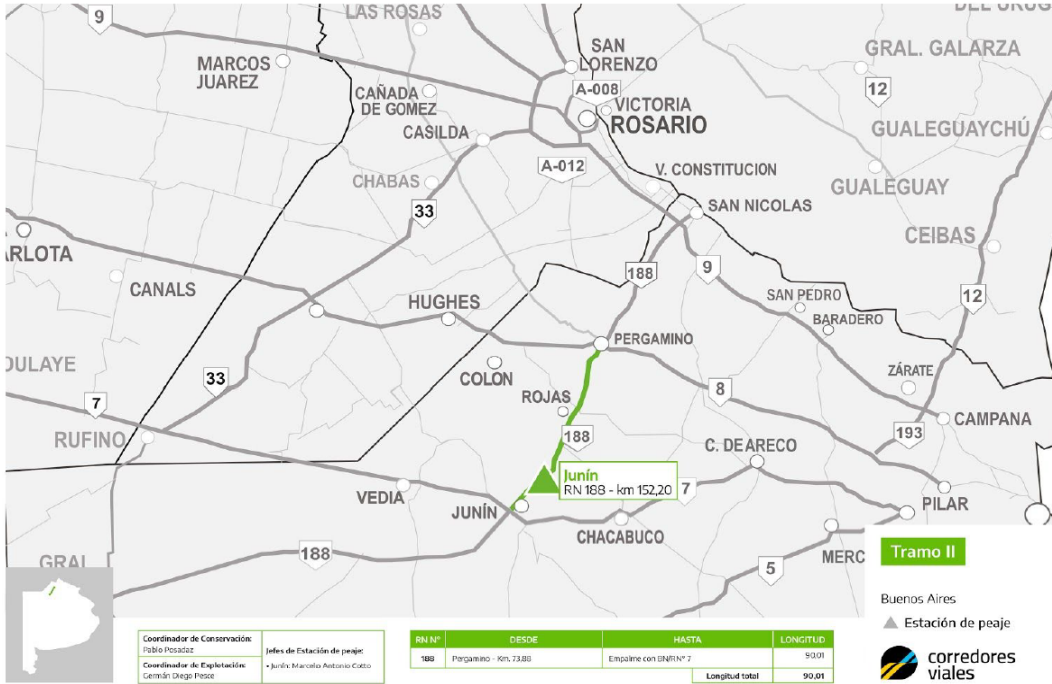 9
LAS ROSAS
DEL URUG
SAN
LORENZO
GRAL. GALARZA
MARCOS
JUAREZ
CAÑADA
DE GOMEZ
A-008
VICTORIA
ROSARIO
12
CASILDA
GUALEGUAYCHÚ
A-012
V. CONSTITUCION
CHABAS
GUALEGUAY
33
SAN NICOLAS
ARLOTA
CEIBAS
188
9
CANALS
HUGHES
SAN PEDRO
12
BARADERO
PERGAMINO
OULAYE
COLON
ZÁRATE
33
8
7
ROJAS
CAMPANA
RUFINO
188
193
C. DEARECO
Junín
RN 188 - km 152,20
7
VEDIA
JUNÍN
PILAR
CHACABUCO
188
GRAL
MERC
5
Tramo II
Buenos Aires
Estación de peaje
corredores
viales
Coordinador de Conservación:
Pablo Posadaz
Coordinador de Explotación:
Germán Diego Pesce
Jefes de Estación de peaje:
• Junín: Marcelo Antonio Cotto
RN N° DESDE HASTA LONGITUD
188 Pergamino - Km. 73,88 Empalme con BN/RN° 7 90,01
Longitud total 90,01